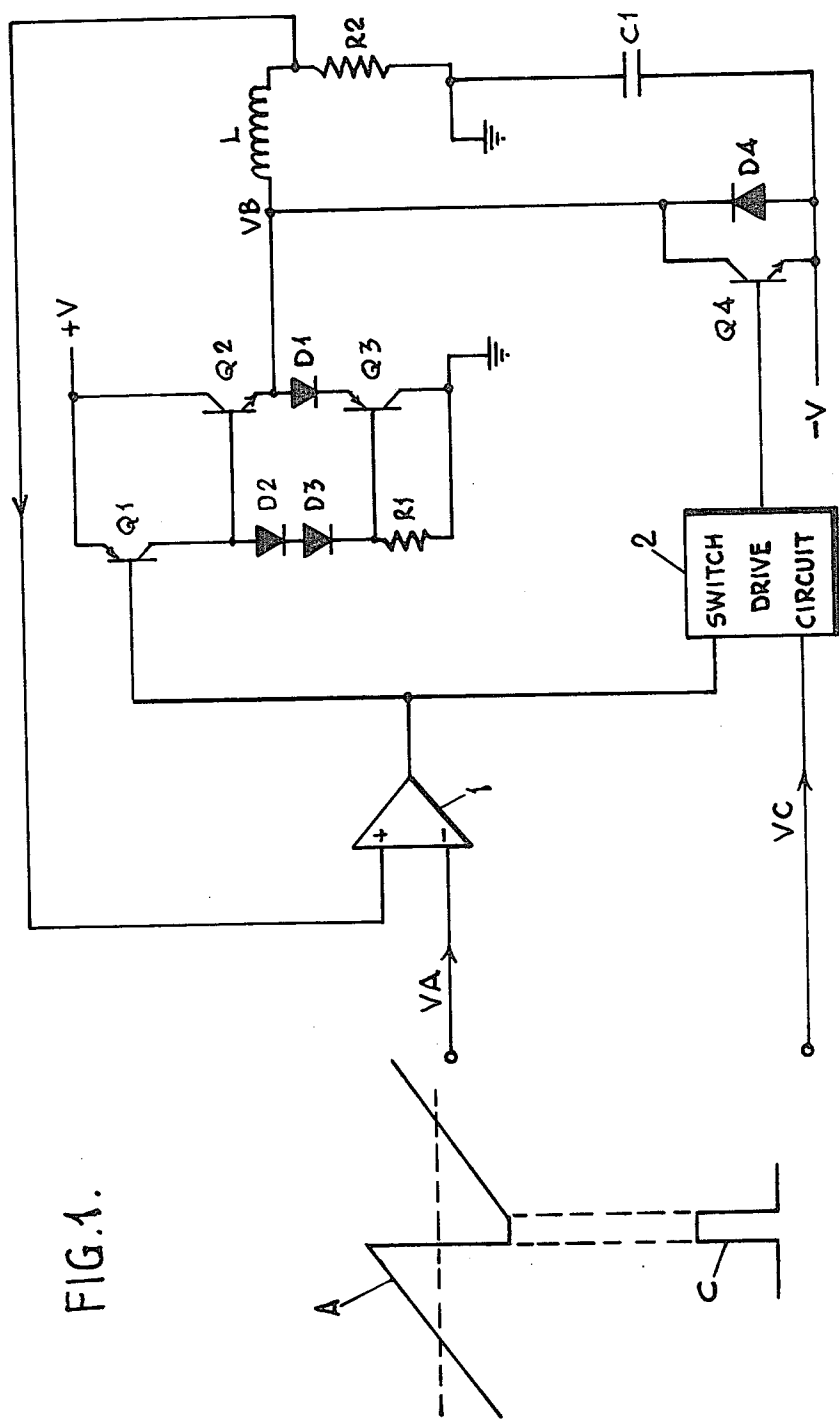 FIG.1.
A
C
VA
VC
+
-
1
2
SWITCH
DRIVE
CIRCUIT
+V
Q1
Q2
D2
D1
D3
Q3
R1
VB
L
R2
C1
D4
Q4
-V